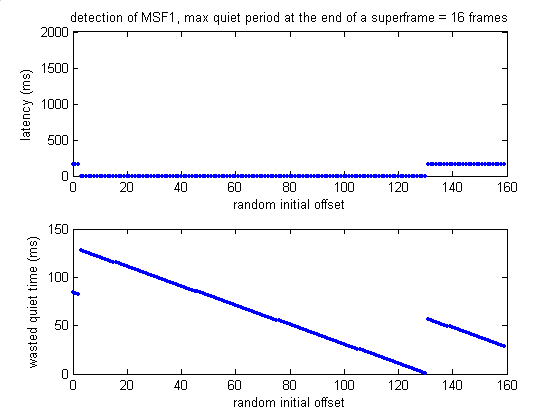 detection of MSF1, max quiet period at the end of a superframe = 16 frames
2000
1500
1000
500
0
latency (ms)
0 20 40 60 80 100 120 140 160
random initial offset
150
100
50
0
wasted quiet time (ms)
0 20 40 60 80 100 120 140 160
random initial offset